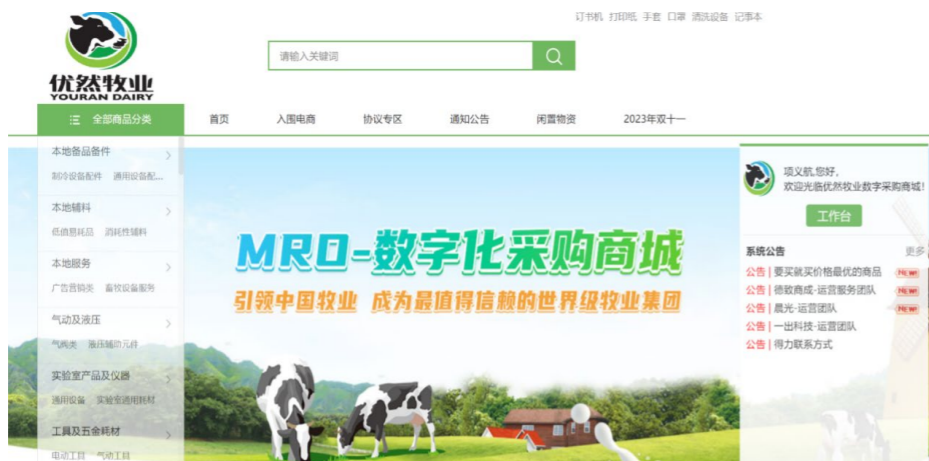 订书机 打印纸 手套 口罩 清洗设备 记事本
请输入关键词
优然牧业
YOURAN DAIRY
全部商品分类
首页 入围电商 协议专区 通知公告 闲置物资 2023年双十一
本地备品备件
制冷设备配件 通用设备配...
本地辅料
低值易耗品 消耗性辅料
本地服务
广告营销类 畜牧设备服务
气动及液压
气阀类 液压辅助元件
实验室产品及仪器
通用设备 实验室通用耗材
工具及五金耗材
电动工具 气动工具
MRO-数字化采购商城
引领中国牧业 成为最值得信赖的世界级牧业集团
项义航,您好,
欢迎光临优然牧业数字采购商城!
工作台
系统公告 更多
公告 | 要买就买价格最优的商品 NEW
公告 | 德致商成-运营服务团队 NEW
公告 | 晨光-运营团队 NEW
公告 | 一出科技-运营团队
公告 | 得力联系方式